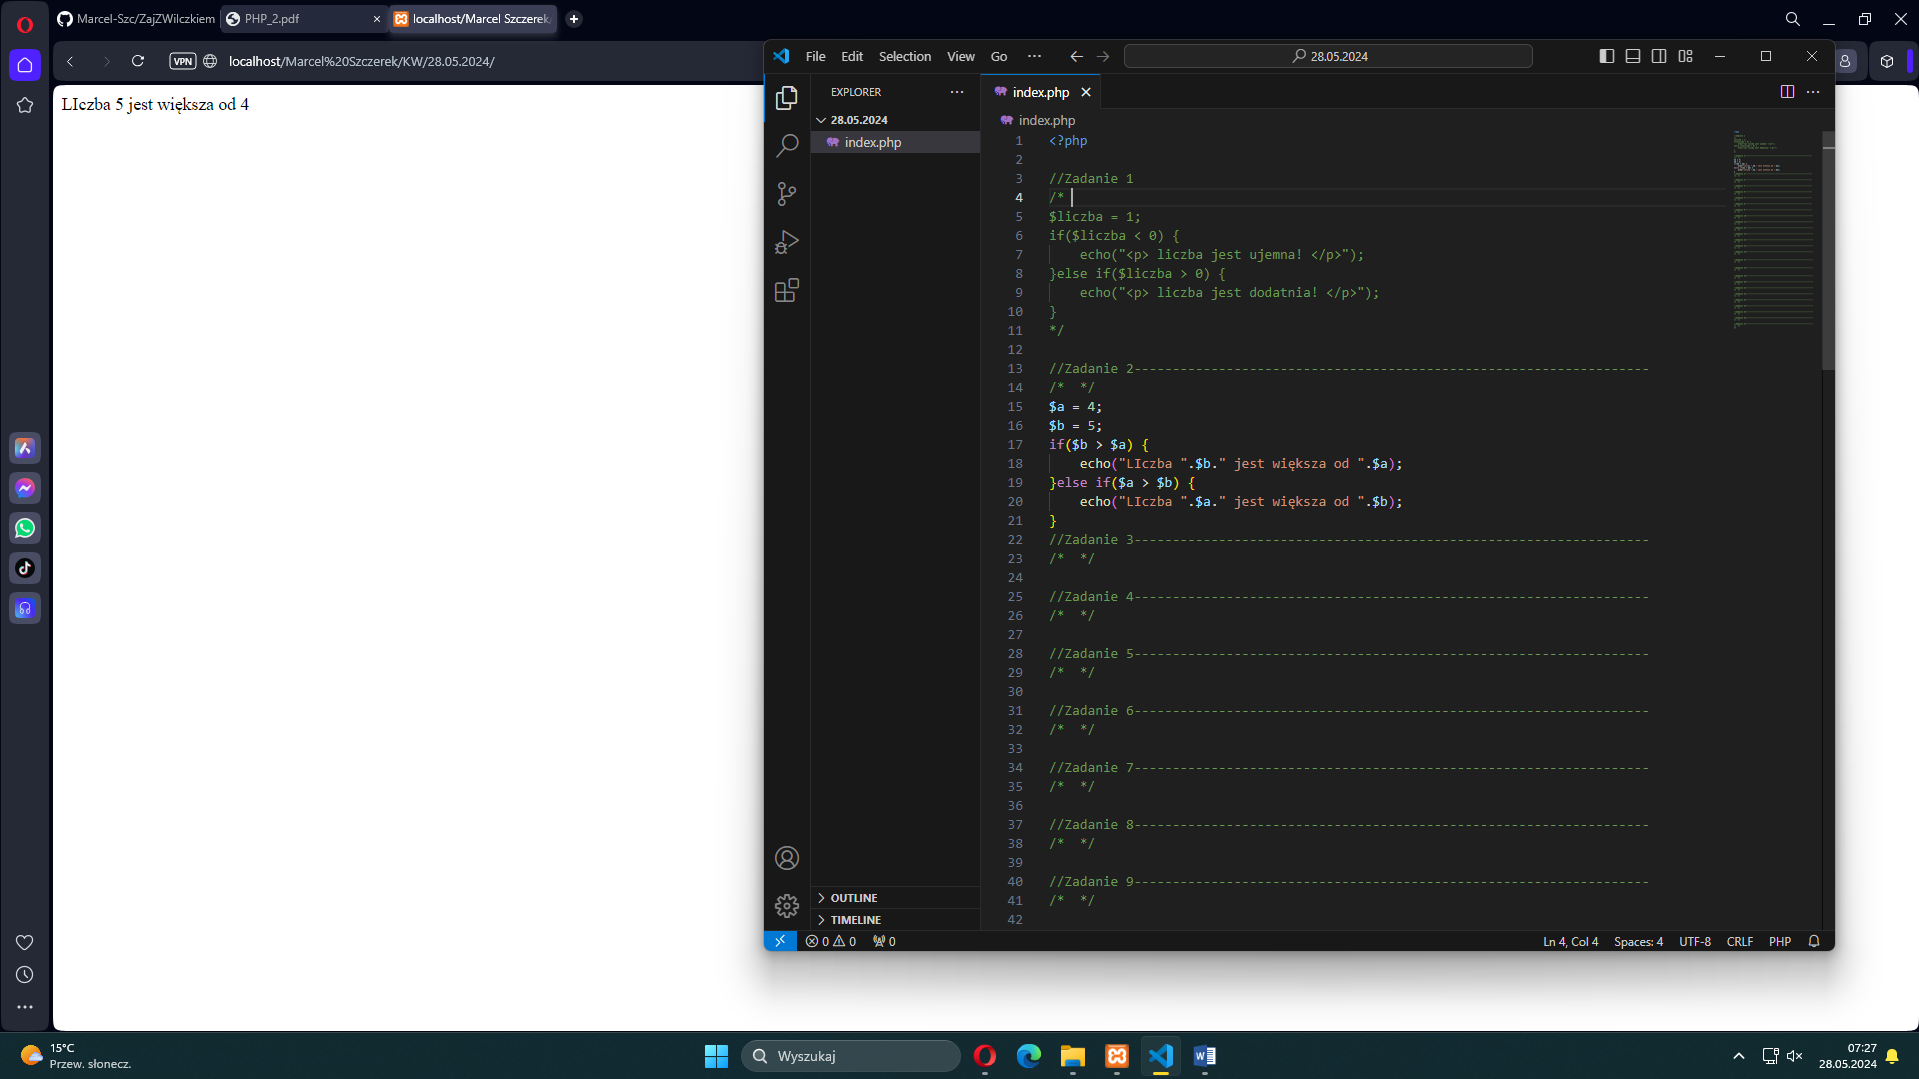 Marcel-Szc/ZajZWilczkiem
PHP_2.pdf
localhost/Marcel Szczerek
VPN
localhost/Marcel%20Szczerek/KW/28.05.2024/
LIczba 5 jest większa od 4
File Edit Selection View Go ···
28.05.2024
EXPLORER
28.05.2024
index.php
OUTLINE
TIMELINE
index.php
index.php
1 <?php
2
3 //Zadanie 1
4 /*
5 $liczba = 1;
6 if($liczba < 0) {
7     echo("<p> liczba jest ujemna! </p>");
8 }else if($liczba > 0) {
9     echo("<p> liczba jest dodatnia! </p>");
10 }
11 */
12
13 //Zadanie 2-------------------------------------------------------------------
14 /*  */
15 $a = 4;
16 $b = 5;
17 if($b > $a) {
18     echo("LIczba ".$b." jest większa od ".$a);
19 }else if($a > $b) {
20     echo("LIczba ".$a." jest większa od ".$b);
21 }
22 //Zadanie 3-------------------------------------------------------------------
23 /*  */
24
25 //Zadanie 4-------------------------------------------------------------------
26 /*  */
27
28 //Zadanie 5-------------------------------------------------------------------
29 /*  */
30
31 //Zadanie 6-------------------------------------------------------------------
32 /*  */
33
34 //Zadanie 7-------------------------------------------------------------------
35 /*  */
36
37 //Zadanie 8-------------------------------------------------------------------
38 /*  */
39
40 //Zadanie 9-------------------------------------------------------------------
41 /*  */
42
0 0 0
Ln 4, Col 4 Spaces: 4 UTF-8 CRLF PHP
15°C
Przew. słonecz.
Wyszukaj
07:27
28.05.2024